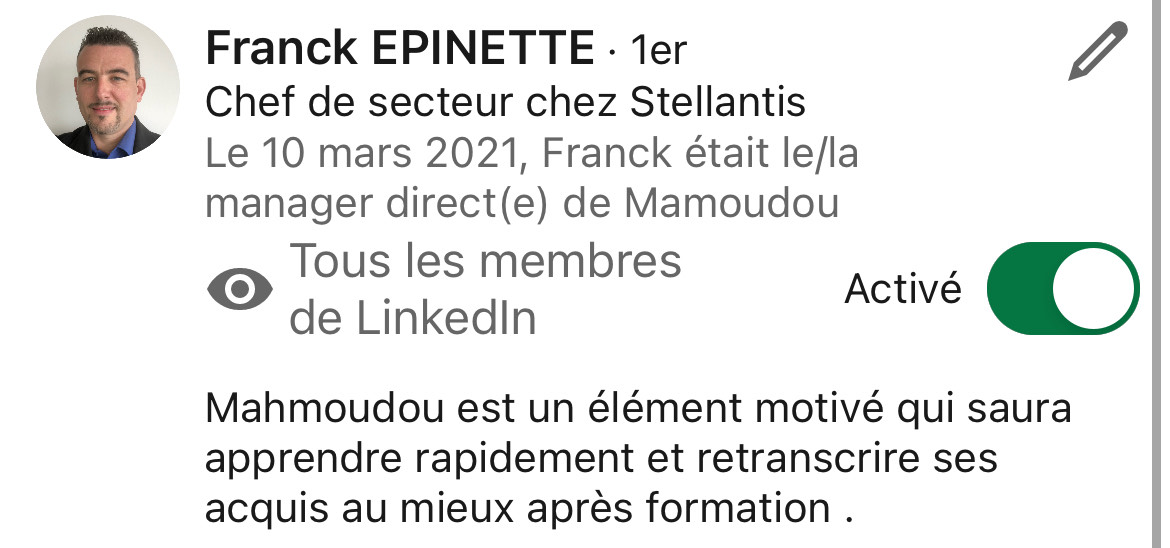 Franck EPINETTE · 1er
Chef de secteur chez Stellantis
Le 10 mars 2021, Franck était le/la
manager direct(e) de Mamoudou
Tous les membres
de LinkedIn
Activé
Mahmoudou est un élément motivé qui saura
apprendre rapidement et retranscrire ses
acquis au mieux après formation .